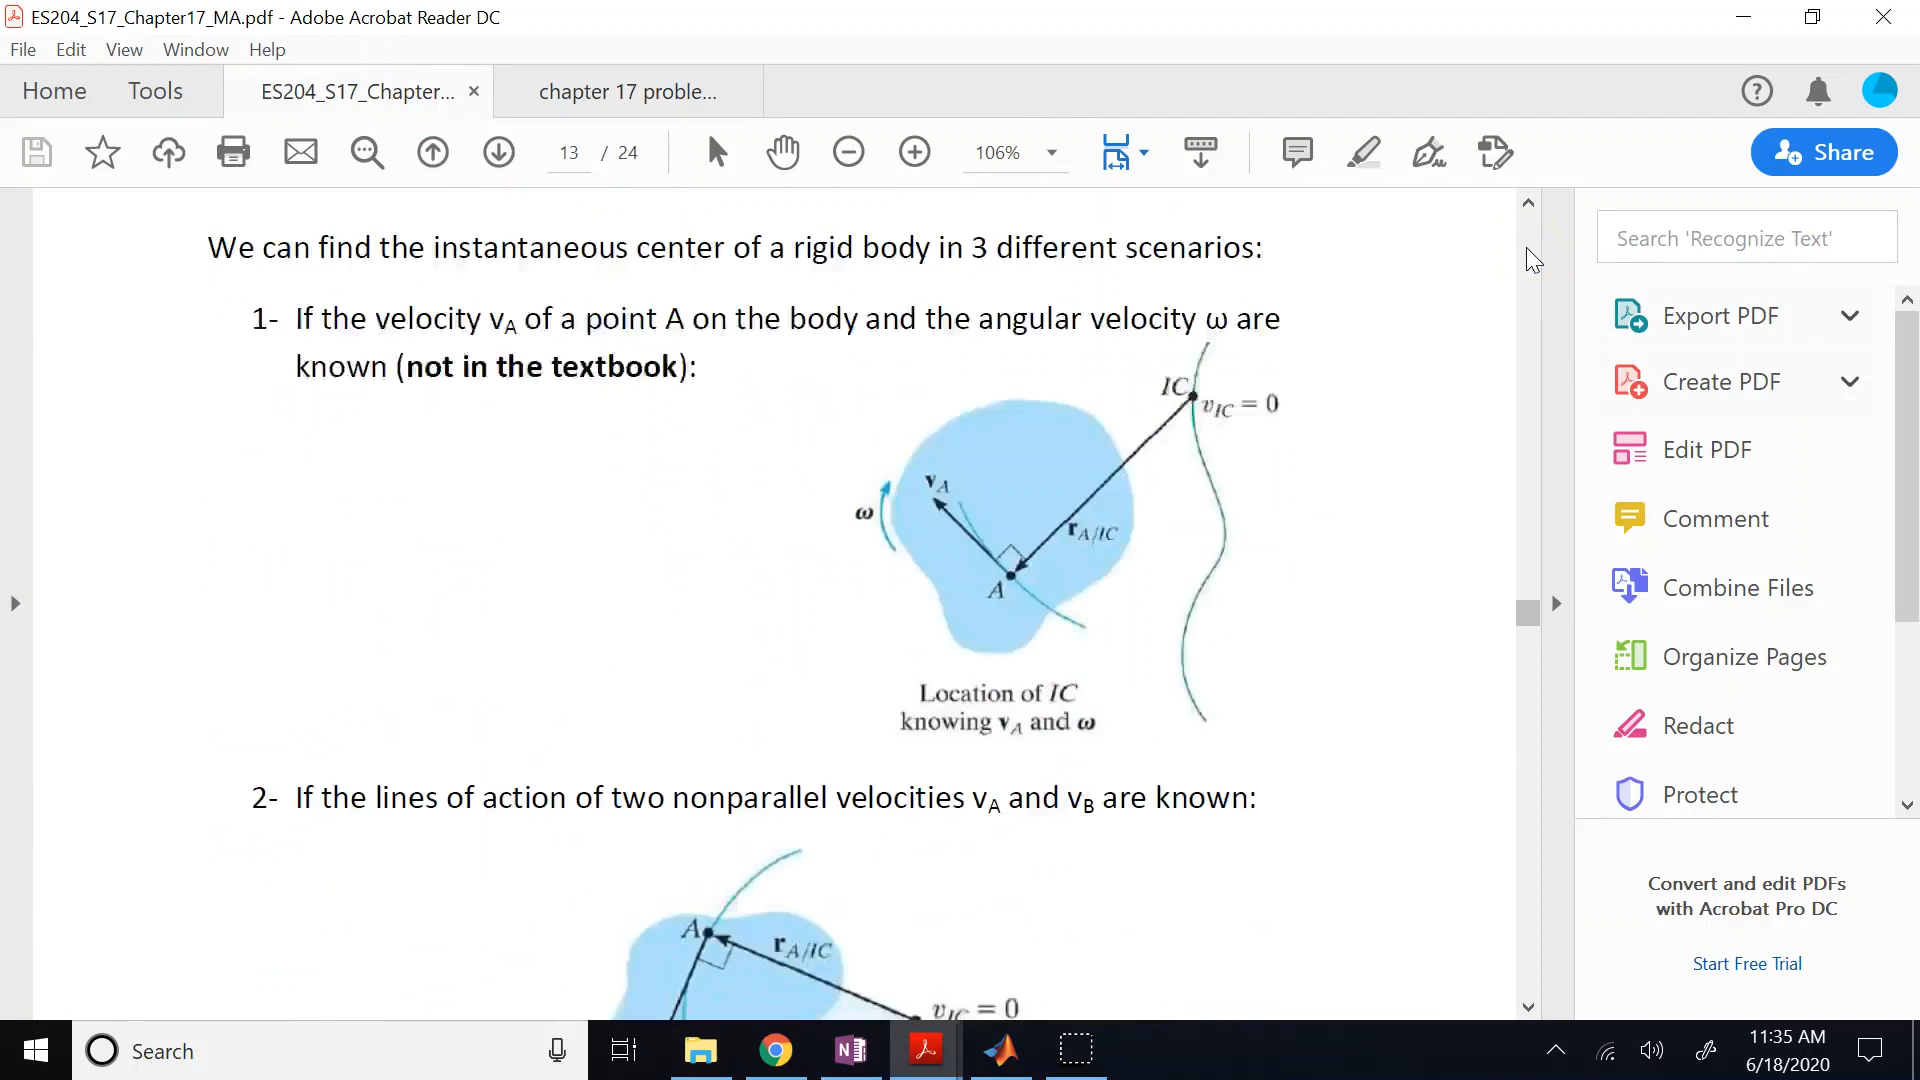 ES204_S17_Chapter17_MA.pdf - Adobe Acrobat Reader DC
File Edit View Window Help
Home Tools ES204_S17_Chapter... × chapter 17 proble...
13 / 24 106% Share
We can find the instantaneous center of a rigid body in 3 different scenarios:
1- If the velocity vA of a point A on the body and the angular velocity ω are
known (not in the textbook):
IC
vIC = 0
vA
ω
rA/IC
A
Location of IC
knowing vA and ω
2- If the lines of action of two nonparallel velocities vA and vB are known:
A
rA/IC
vIC = 0
Search 'Recognize Text'
Export PDF
Create PDF
Edit PDF
Comment
Combine Files
Organize Pages
Redact
Protect
Convert and edit PDFs
with Acrobat Pro DC
Start Free Trial
Search
11:35 AM
6/18/2020